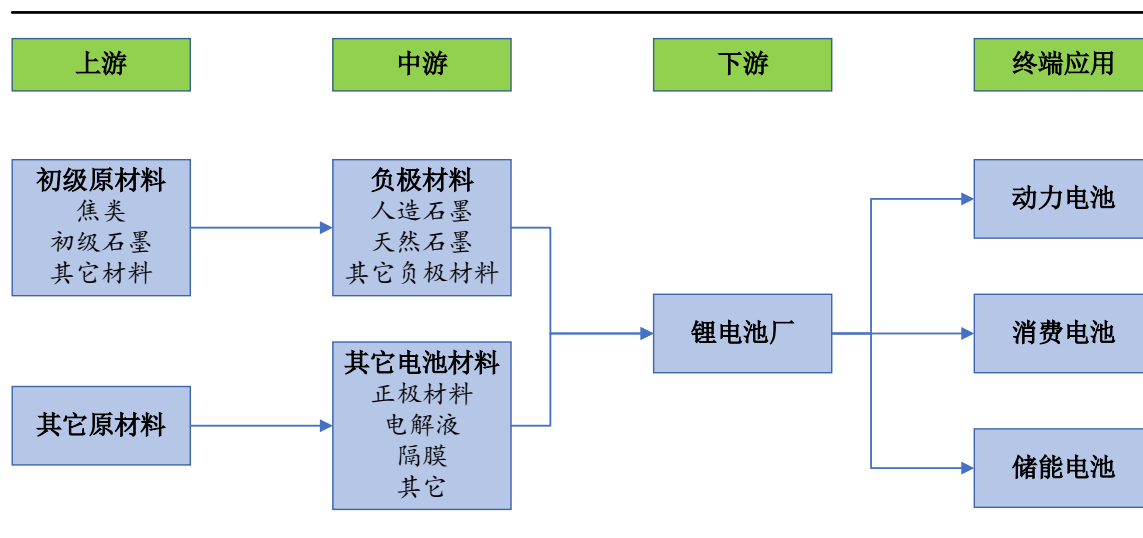 上游
中游
下游
终端应用
初级原材料
焦类
初级石墨
其它材料
负极材料
人造石墨
天然石墨
其它负极材料
其它原材料
其它电池材料
正极材料
电解液
隔膜
其它
锂电池厂
动力电池
消费电池
储能电池